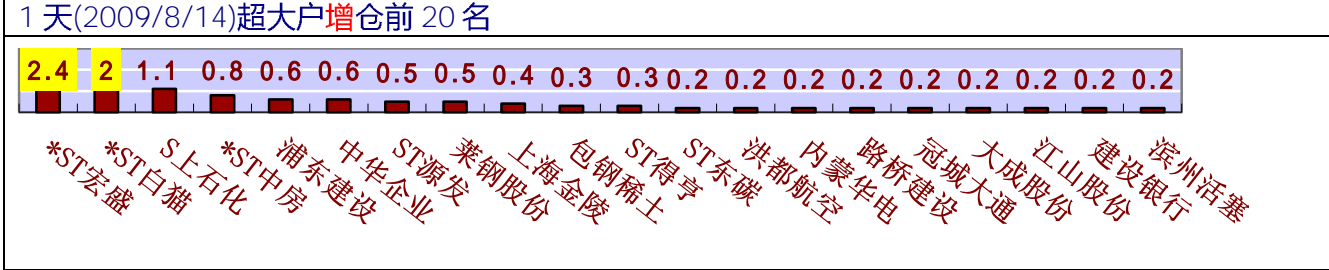 1 天(2009/8/14)超大户增仓前 20 名
2.4 2 1.1 0.8 0.6 0.6 0.5 0.5 0.4 0.3 0.3 0.2 0.2 0.2 0.2 0.2 0.2 0.2 0.2 0.2
*ST宏盛
*ST白猫
S上石化
*ST中房
浦东建设
中华企业
ST源发
莱钢股份
上海金陵
包钢稀土
ST得亨
ST东碳
洪都航空
内蒙华电
路桥建设
冠城大通
大成股份
江山股份
建设银行
滨州活塞